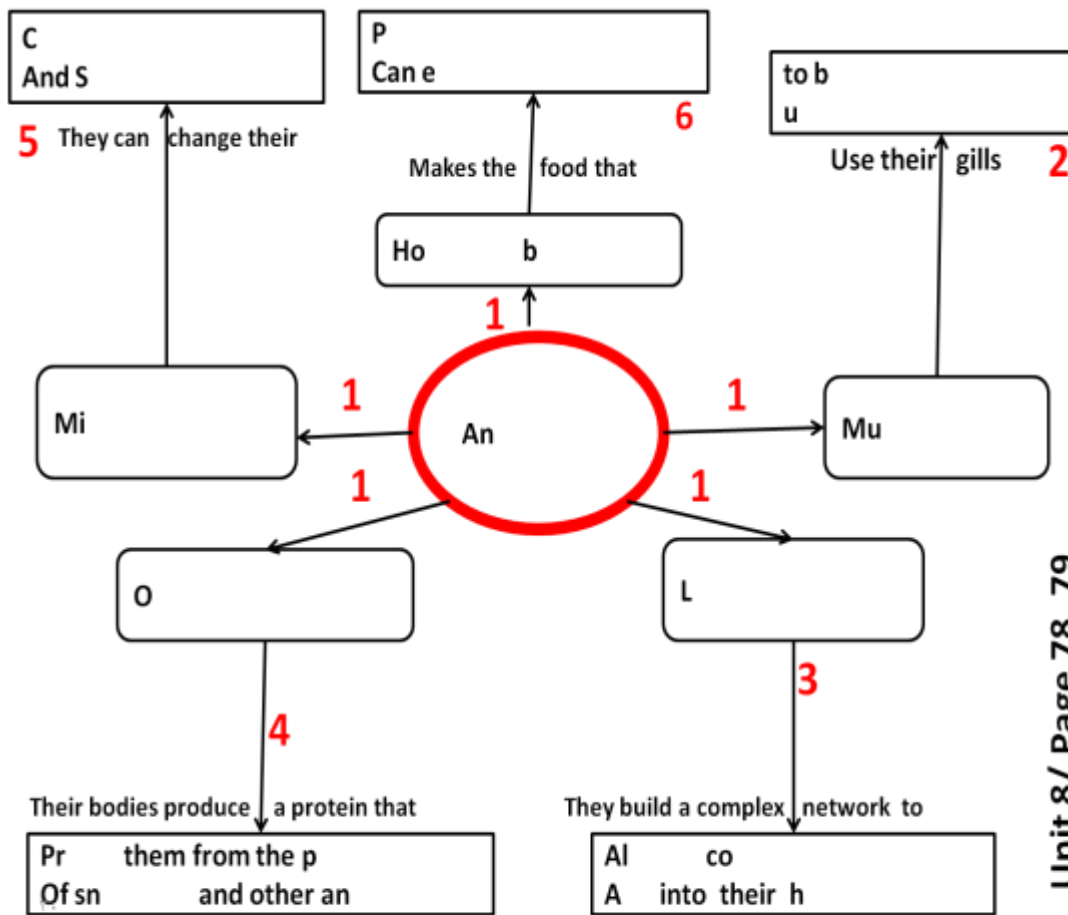 C
And S
5 They can change their
P
Can e
6
Makes the food that
to b
u
Use their gills 2
Ho b
1
Mi
1
An
1
Mu
1
1
O
L
4
3
Their bodies produce a protein that
Pr them from the p
Of sn and other an
They build a complex network to
Al co
A into their h
Unit 8/ Page 78 79